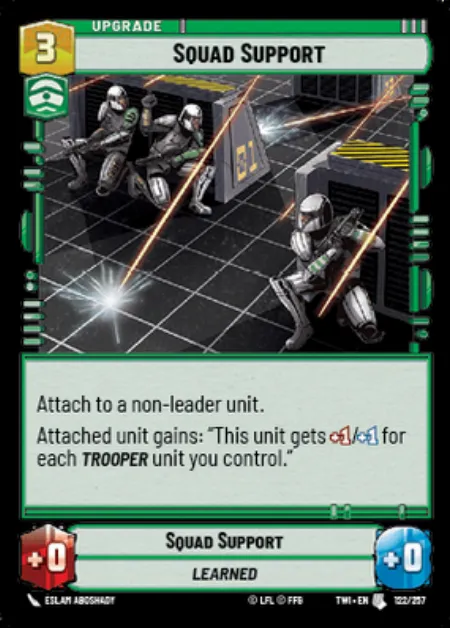 UPGRADE
3
SQUAD SUPPORT
01
Attach to a non-leader unit.
Attached unit gains: “This unit gets +1/+1 for
each TROOPER unit you control.”
+0
SQUAD SUPPORT
LEARNED
+0
ESLAM ABOSHADY
© LFL © FFG
TWI • EN
122/257